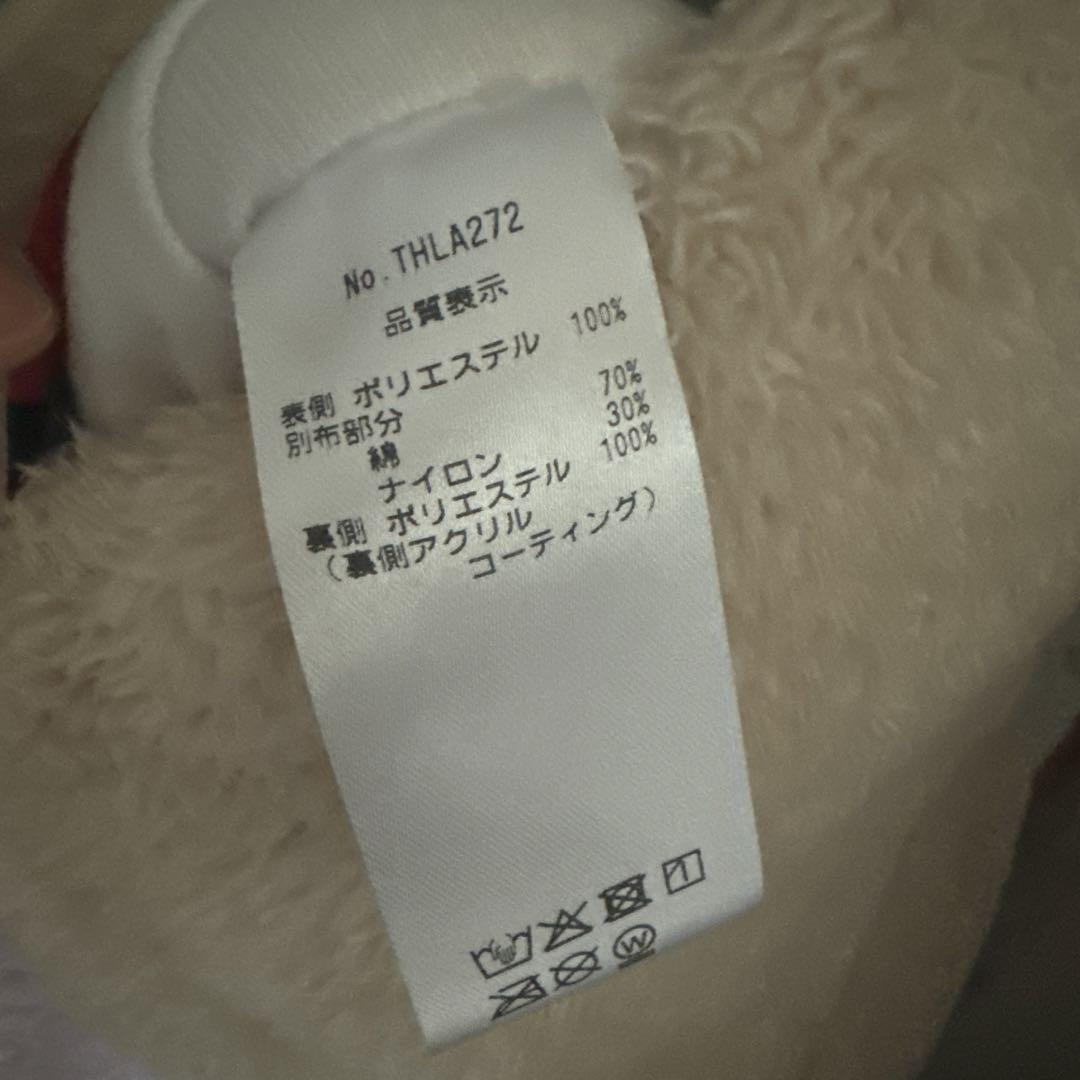 No.THLA272
品質表示
表側 ポリエステル 100%
別布部分
綿 70%
ナイロン 30%
裏側 ポリエステル 100%
(裏側アクリル
コーティング)
W